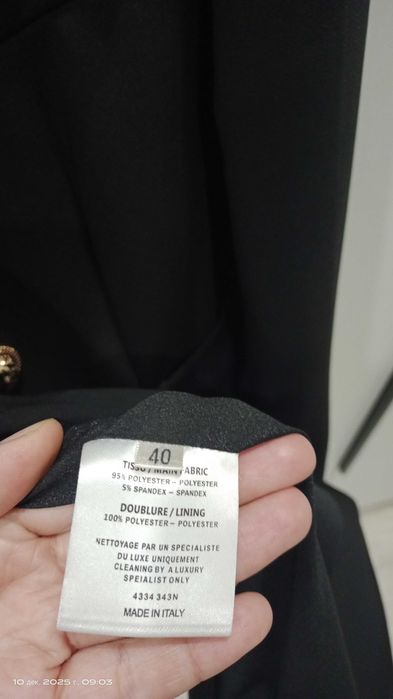 40
TISSU / MAIN FABRIC
95% POLYESTER - POLYESTER
5% SPANDEX - SPANDEX
DOUBLURE / LINING
100% POLYESTER - POLYESTER
NETTOYAGE PAR UN SPECIALISTE
DU LUXE UNIQUEMENT
CLEANING BY A LUXURY
SPEIALIST ONLY
4334 343N
MADE IN ITALY
10 дек. 2025 г., 09:03